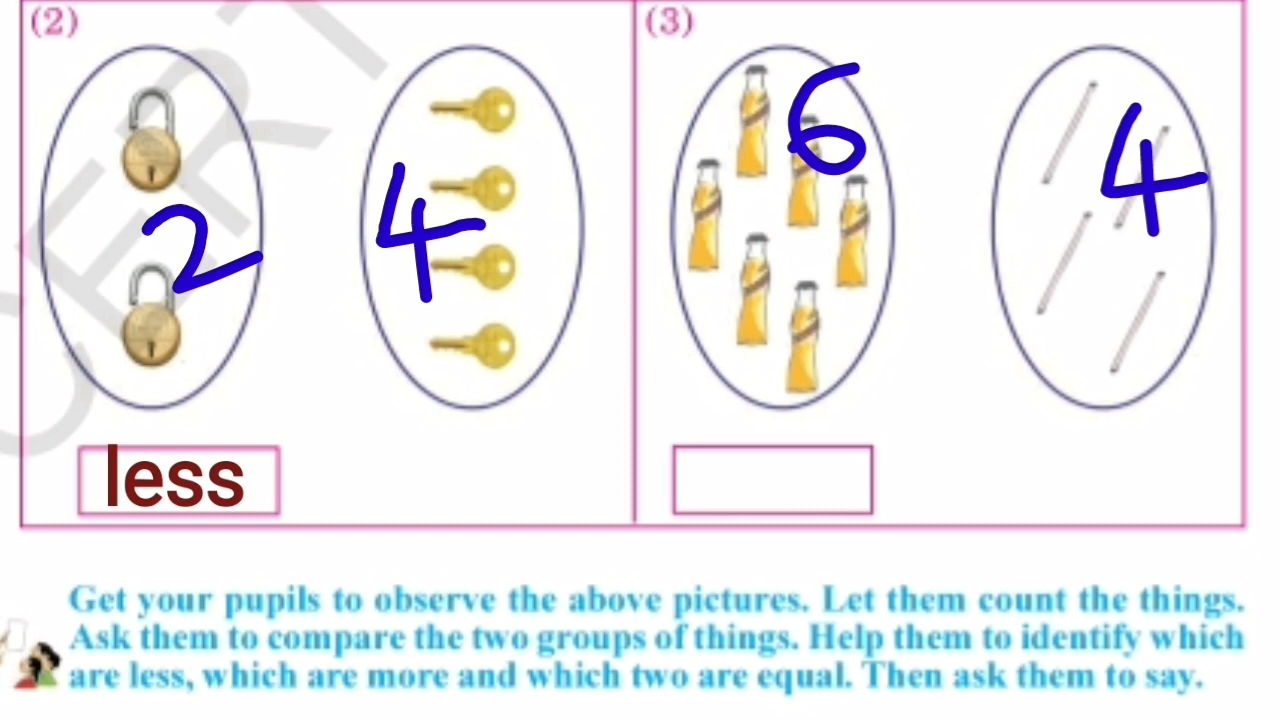 (2)
(3)
2
4
6
4
less
Get your pupils to observe the above pictures. Let them count the things.
Ask them to compare the two groups of things. Help them to identify which
are less, which are more and which two are equal. Then ask them to say.